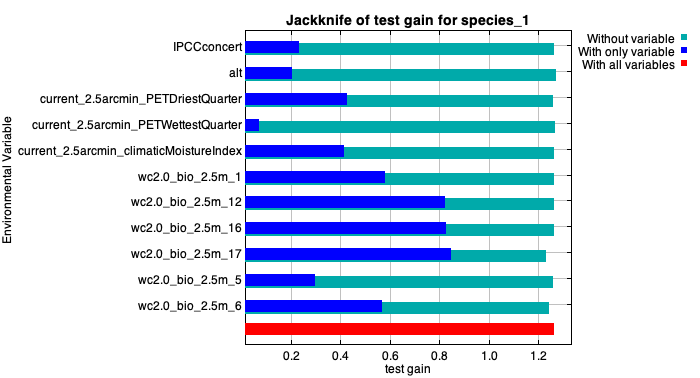 Jackknife of test gain for species_1
Without variable
With only variable
With all variables
Environmental Variable
IPCCconcert
alt
current_2.5arcmin_PETDriestQuarter
current_2.5arcmin_PETWettestQuarter
current_2.5arcmin_climaticMoistureIndex
wc2.0_bio_2.5m_1
wc2.0_bio_2.5m_12
wc2.0_bio_2.5m_16
wc2.0_bio_2.5m_17
wc2.0_bio_2.5m_5
wc2.0_bio_2.5m_6
0.2 0.4 0.6 0.8 1.0 1.2
test gain